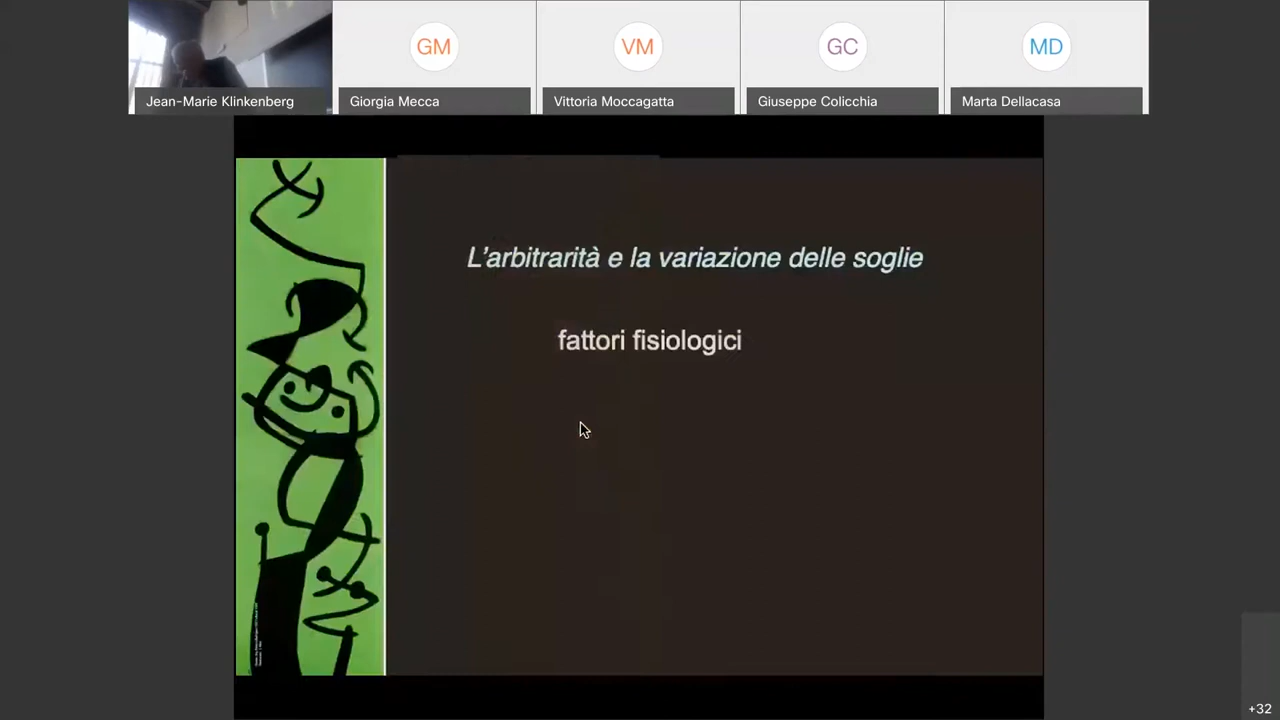 GM
VM
GC
MD
Jean-Marie Klinkenberg
Giorgia Mecca
Vittoria Moccagatta
Giuseppe Colicchia
Marta Dellacasa
L'arbitrarità e la variazione delle soglie
fattori fisiologici
+32